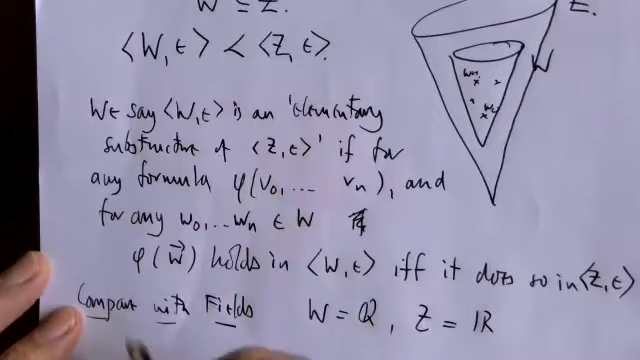 W ⊆ Z.
Z.
⟨W, ∈⟩ < ⟨Z, ∈⟩.
W
We say ⟨W, ∈⟩ is an 'elementary
substructure of ⟨Z, ∈⟩' if for
any formula φ(v₀, ... vₙ), and
for any w₀, ... wₙ ∈ W
φ(w⃗) holds in ⟨W, ∈⟩ iff it does so in ⟨Z, ∈⟩
Compare with Fields W = ℚ, Z = ℝ